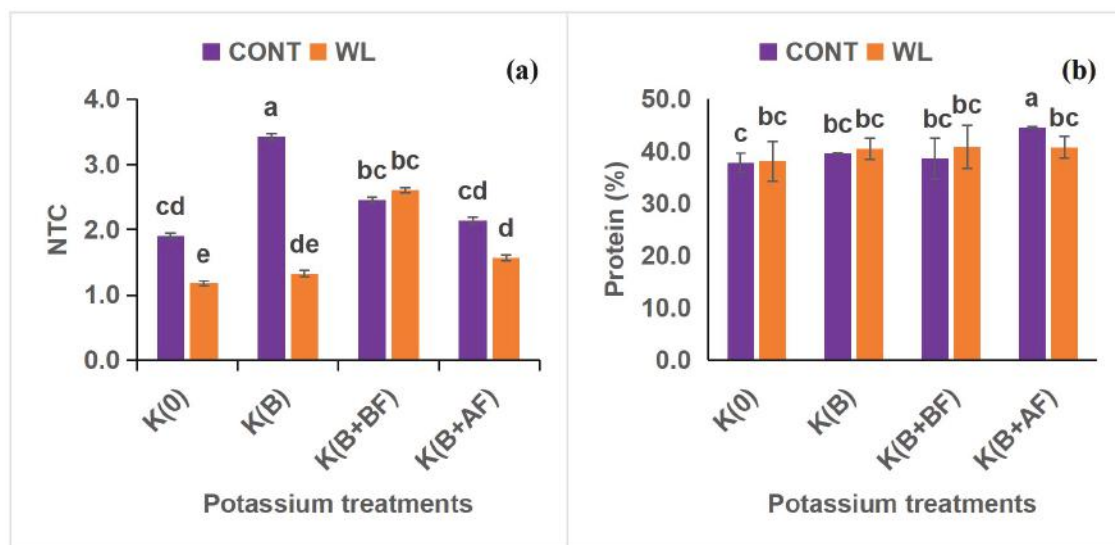 CONT WL
(a)
NTC
4.0
3.0
2.0
1.0
0.0
cd
e
a
de
bc
bc
cd
d
K(0)
K(B)
K(B+BF)
K(B+AF)
Potassium treatments
CONT WL
(b)
Protein (%)
50.0
40.0
30.0
20.0
10.0
0.0
c
bc
bc
bc
bc
bc
a
bc
K(0)
K(B)
K(B+BF)
K(B+AF)
Potassium treatments